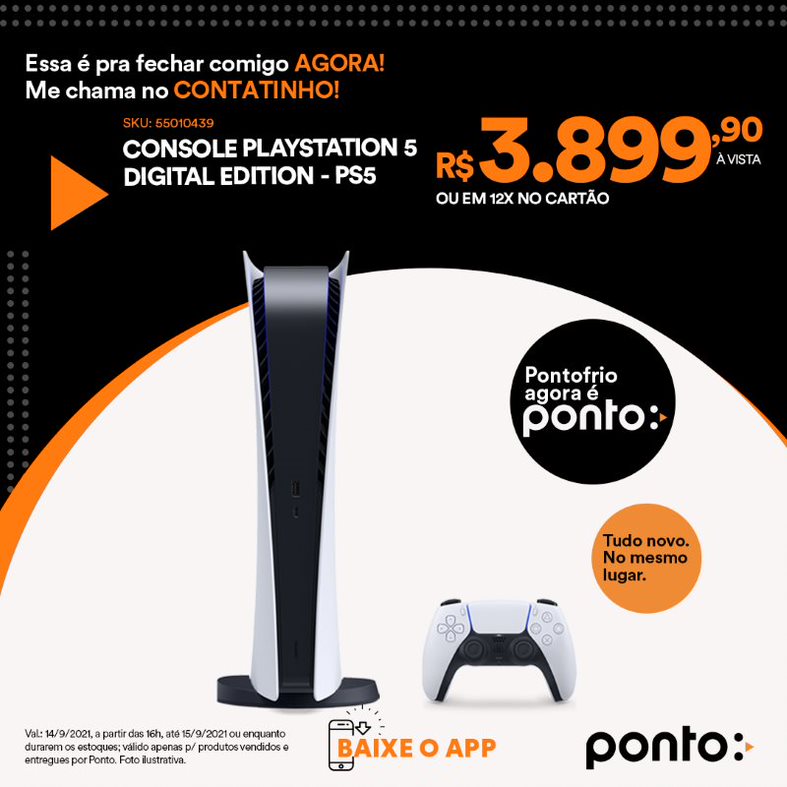 Essa é pra fechar comigo AGORA!
Me chama no CONTATINHO!
SKU: 55010439
CONSOLE PLAYSTATION 5
DIGITAL EDITION - PS5
R$ 3.899,90
À VISTA
OU EM 12X NO CARTÃO
Pontofrio
agora é
ponto:
Tudo novo.
No mesmo
lugar.
Val.: 14/9/2021, a partir das 16h, até 15/9/2021 ou enquanto
durarem os estoques; válido apenas p/ produtos vendidos e
entregues por Ponto. Foto ilustrativa.
BAIXE O APP
ponto: